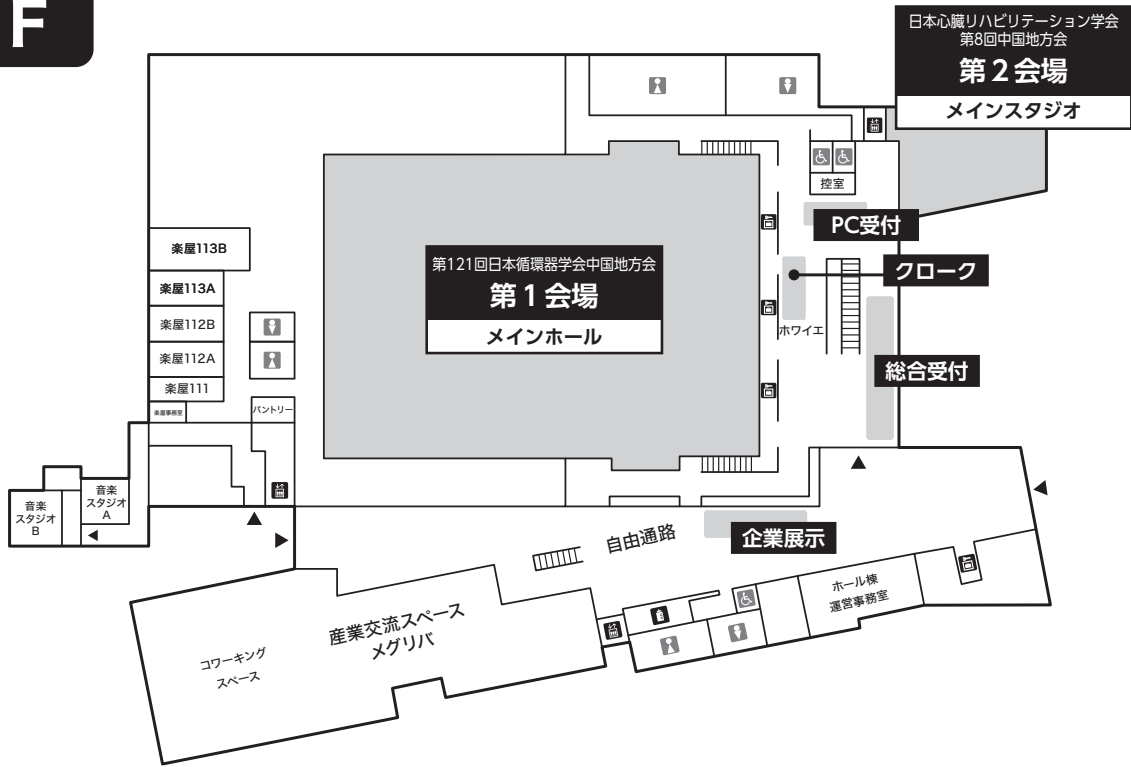 F
日本心臓リハビリテーション学会
第8回中国地方会
第2会場
メインスタジオ
控室
PC受付
楽屋113B
第121回日本循環器学会中国地方会
第1会場
メインホール
クローク
楽屋113A
楽屋112B
ホワイエ
楽屋112A
総合受付
楽屋111
楽屋事務室
パントリー
音楽
スタジオ
A
音楽
スタジオ
B
自由通路
企業展示
ホール棟
運営事務室
産業交流スペース
メグリバ
コワーキング
スペース